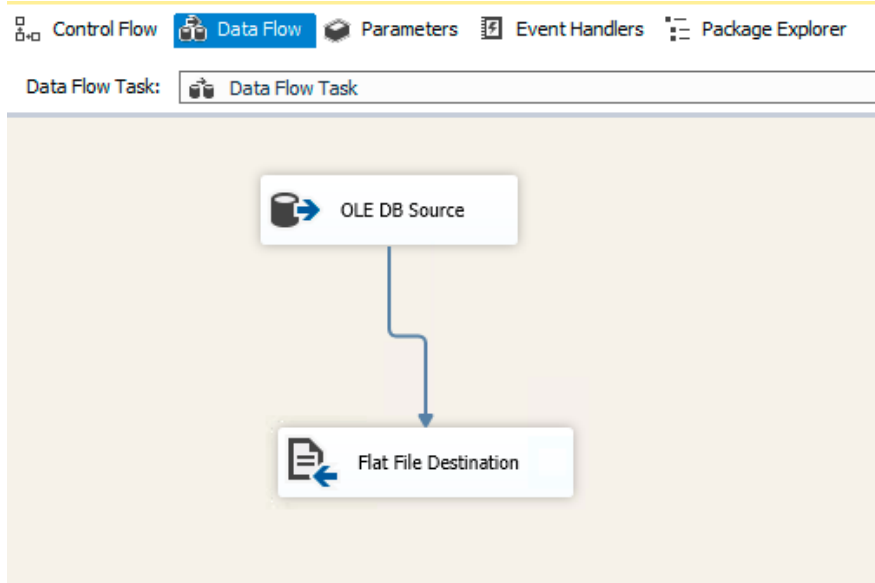 Control Flow Data Flow Parameters Event Handlers Package Explorer
Data Flow Task: Data Flow Task
OLE DB Source
Flat File Destination